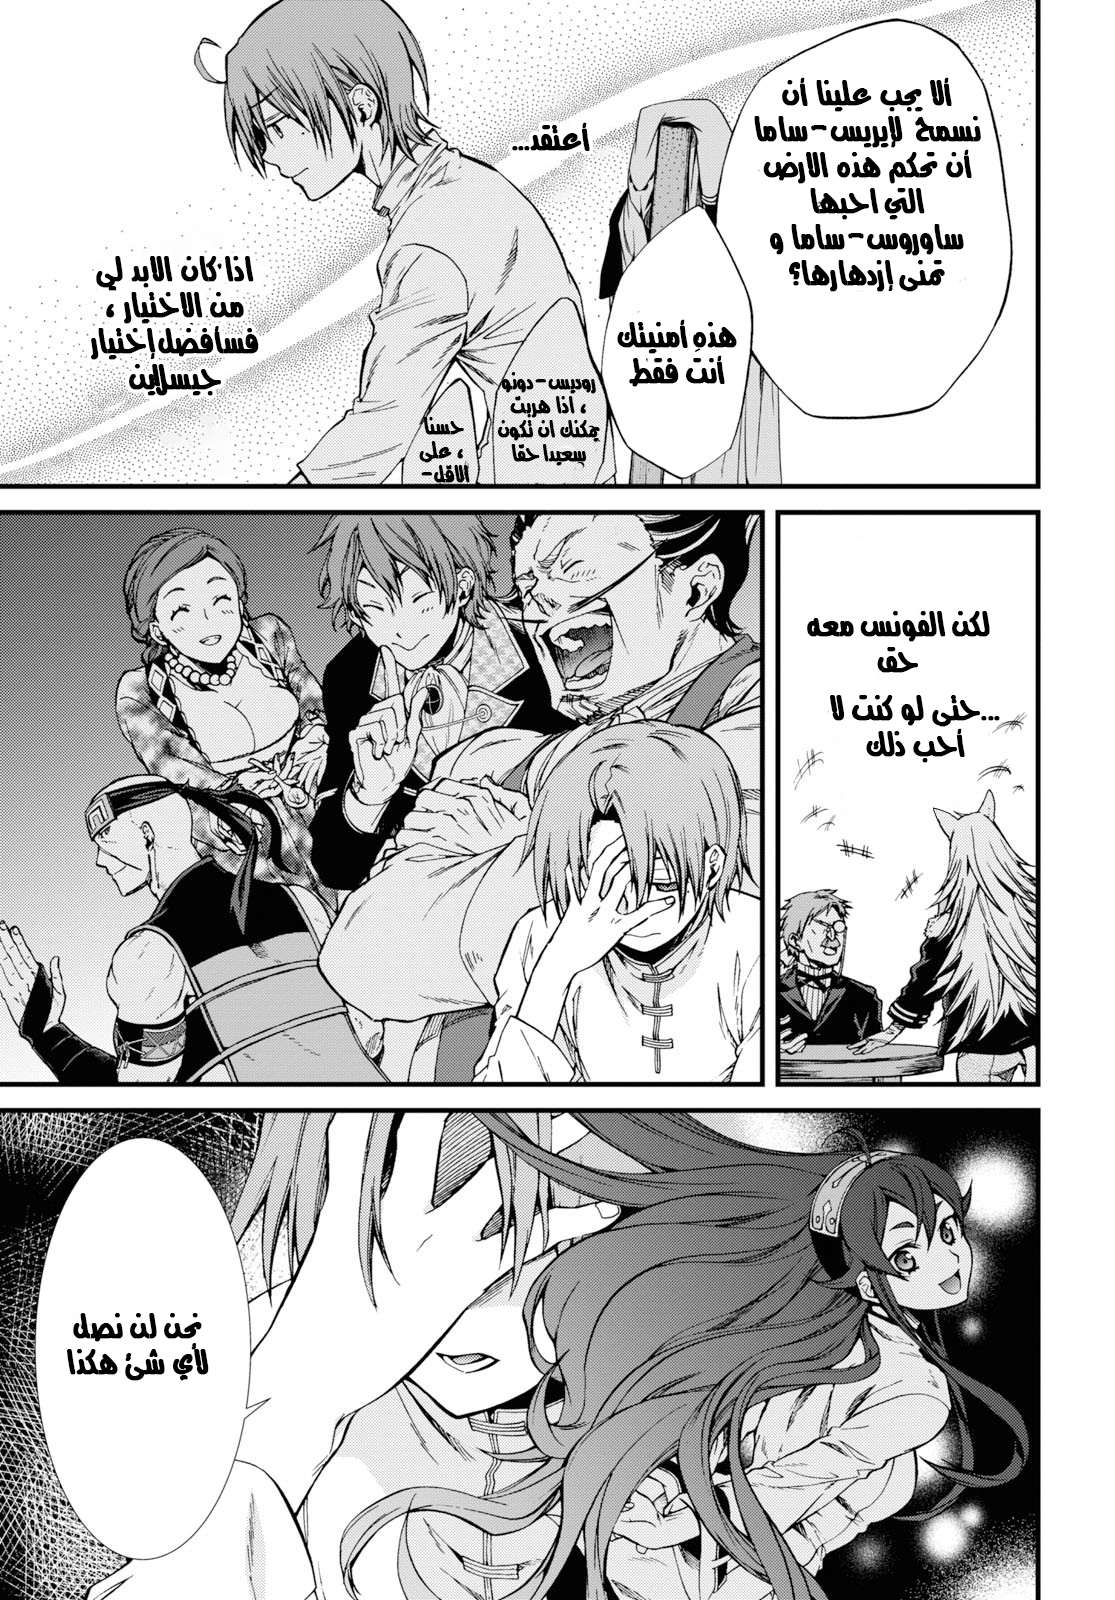 ألا يجب علينا أن
نسمح لإيريس-ساما
أن تحكم هذه الارض
التي احبها
ساوروس-ساما و
تمنى إزدهارها؟
هذه أمنيتك
أنت فقط
أعتقد...
روديس-دونو
، اذا هربت
يمكنك ان تكون
سعيدا حقا
حسنا
، على
الاقل-
اذا كان الابد لي
من الاختيار ،
فسأفضل إختيار
جيسلاين
لكن الفونس معه
حق
...حتى لو كنت لا
أحب ذلك
نحن لن نصل
لأي شئ هكذا